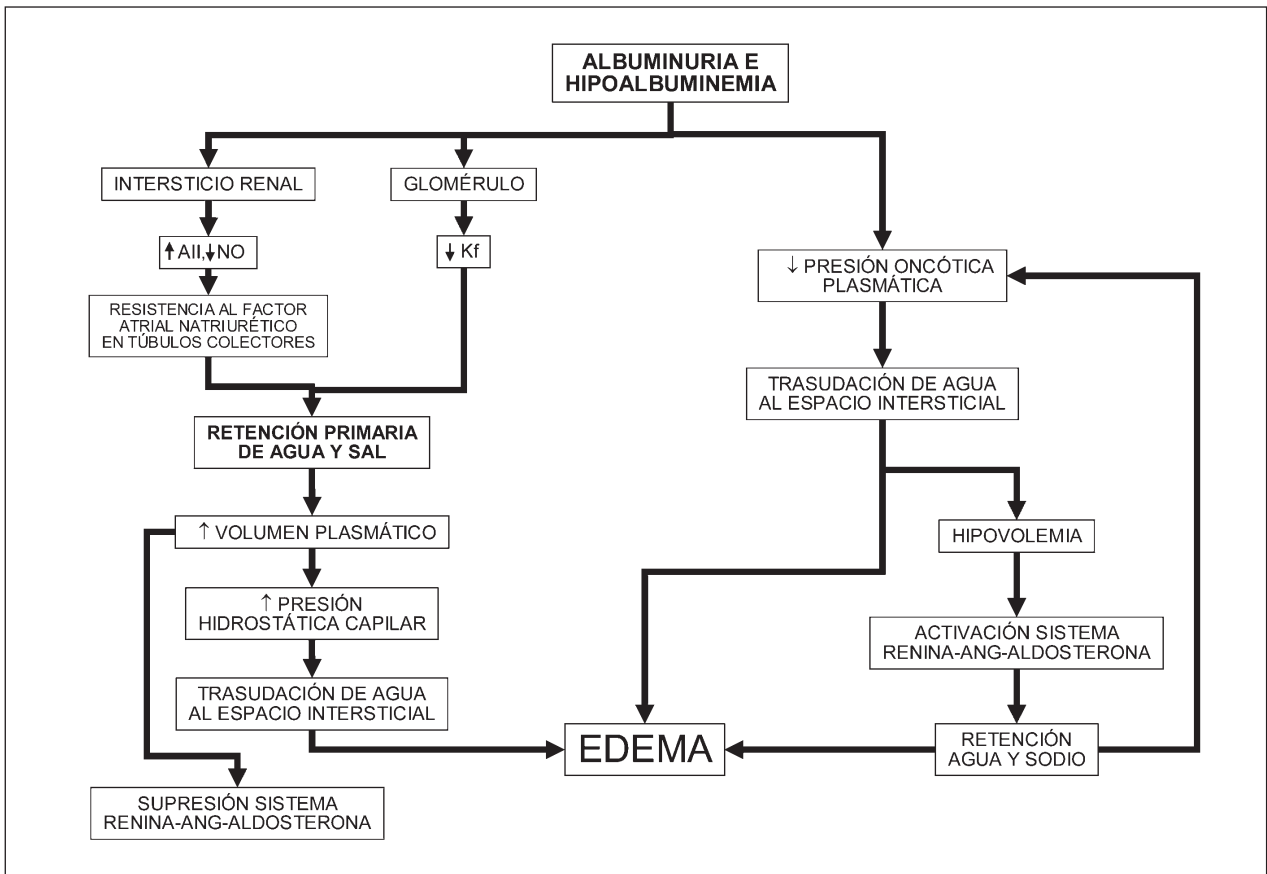 ALBUMINURIA E
HIPOALBUMINEMIA
INTERSTICIO RENAL
GLOMÉRULO
↑ AII,↓NO
↓ Kf
RESISTENCIA AL FACTOR
ATRIAL NATRIURÉTICO
EN TÚBULOS COLECTORES
↓ PRESIÓN ONCÓTICA
PLASMÁTICA
TRASUDACIÓN DE AGUA
AL ESPACIO INTERSTICIAL
RETENCIÓN PRIMARIA
DE AGUA Y SAL
↑ VOLUMEN PLASMÁTICO
HIPOVOLEMIA
↑ PRESIÓN
HIDROSTÁTICA CAPILAR
ACTIVACIÓN SISTEMA
RENINA-ANG-ALDOSTERONA
TRASUDACIÓN DE AGUA
AL ESPACIO INTERSTICIAL
EDEMA
RETENCIÓN
AGUA Y SODIO
SUPRESIÓN SISTEMA
RENINA-ANG-ALDOSTERONA